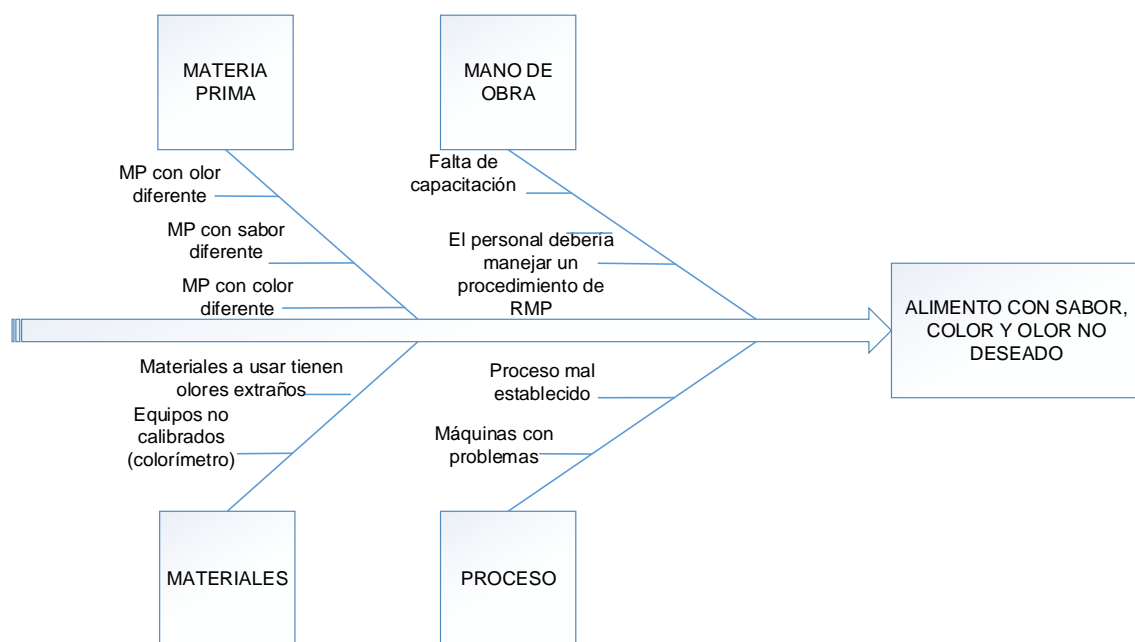 MATERIA
PRIMA
MANO DE
OBRA
MP con olor
diferente
MP con sabor
diferente
MP con color
diferente
Falta de
capacitación
El personal debería
manejar un
procedimiento de
RMP
ALIMENTO CON SABOR,
COLOR Y OLOR NO
DESEADO
Materiales a usar tienen
olores extraños
Equipos no
calibrados
(colorímetro)
Proceso mal
establecido
Máquinas con
problemas
MATERIALES
PROCESO